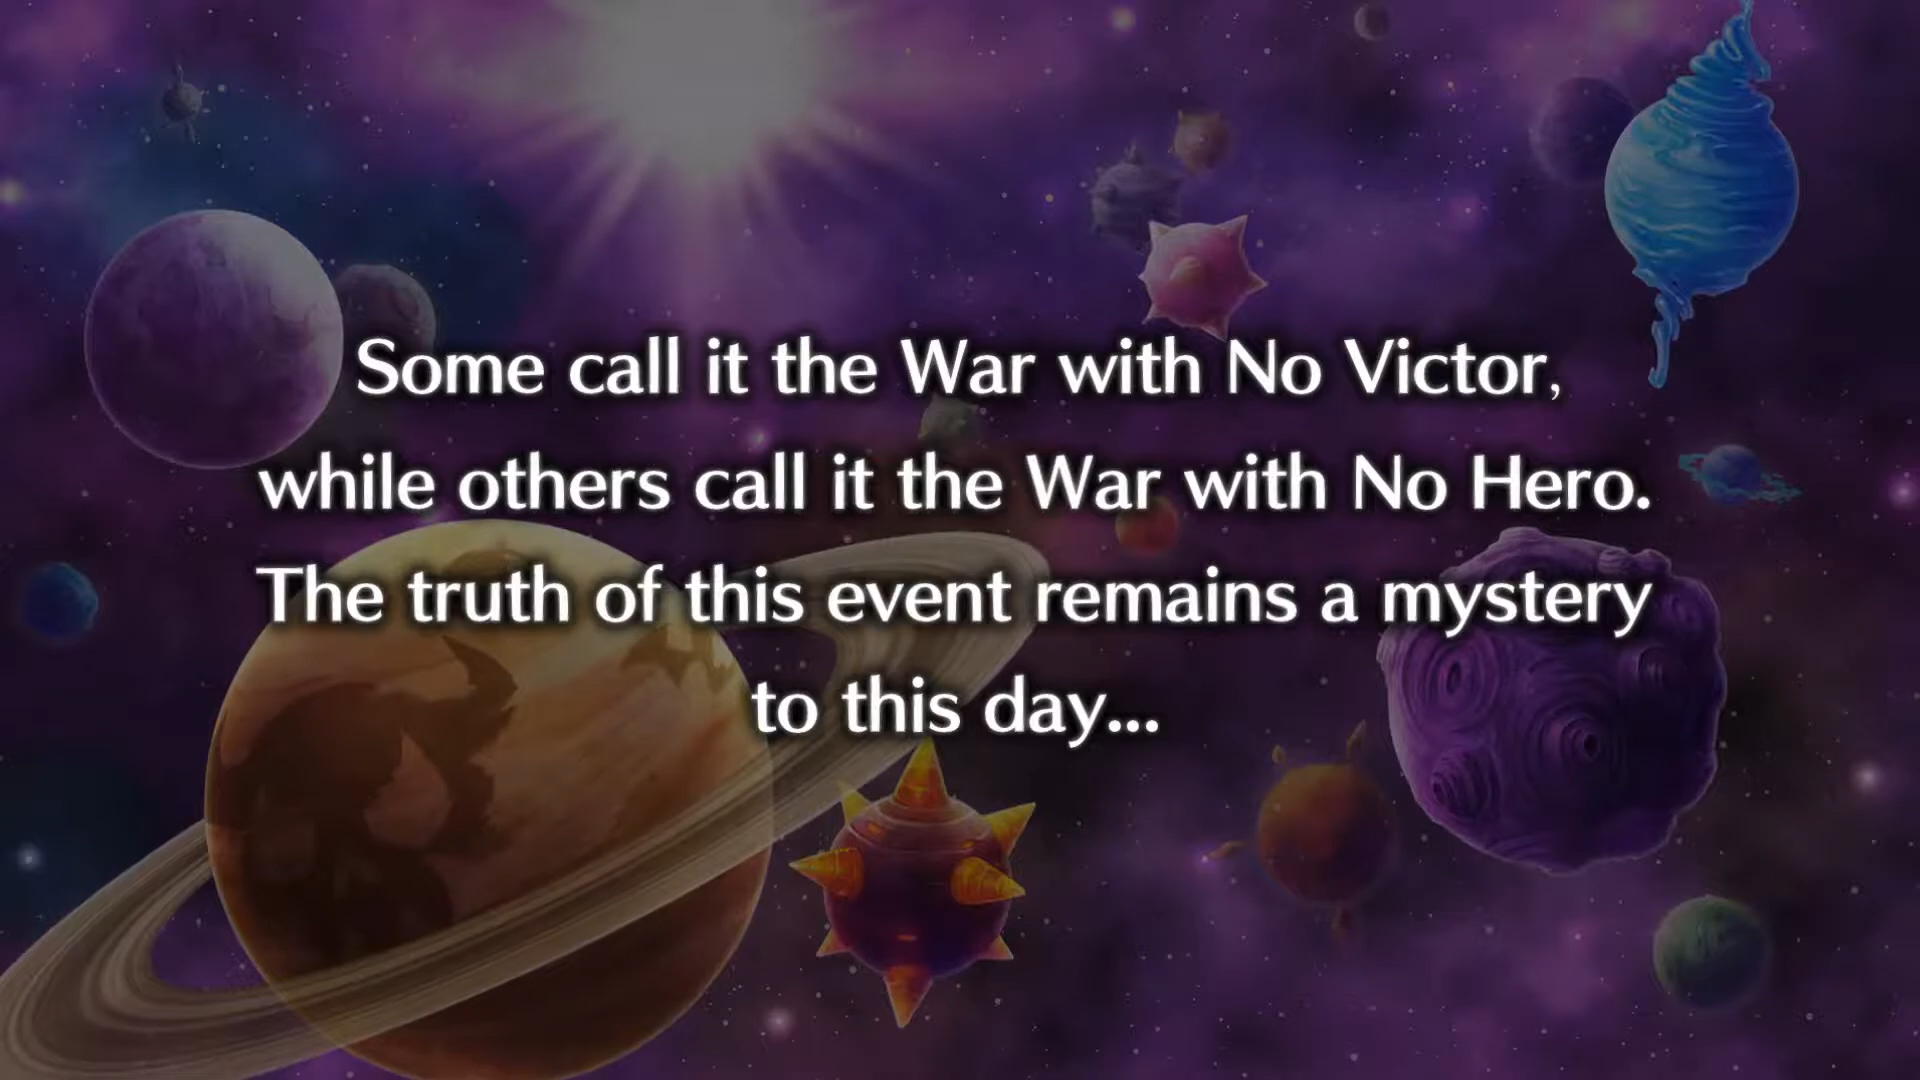 Some call it the War with No Victor,
while others call it the War with No Hero.
The truth of this event remains a mystery
to this day...